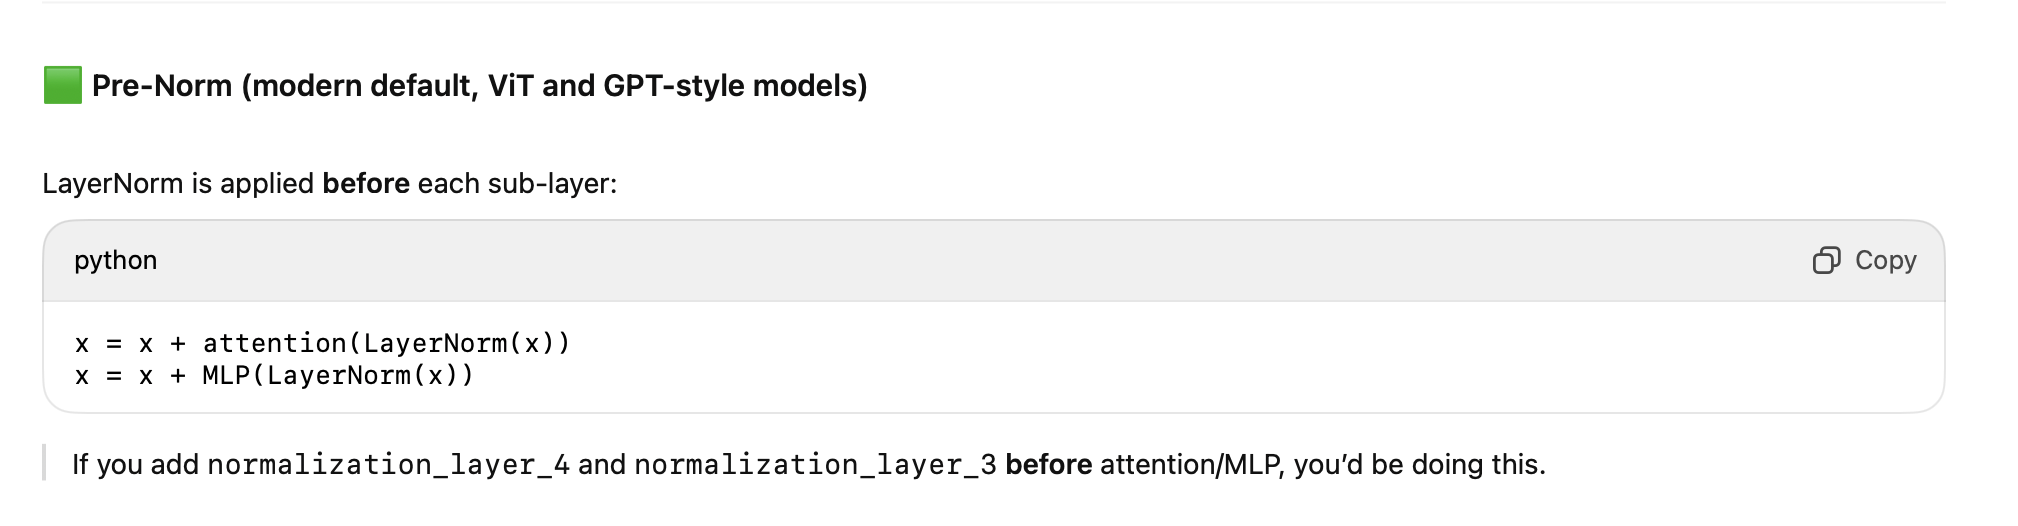 🟩 Pre-Norm (modern default, ViT and GPT-style models)
LayerNorm is applied before each sub-layer:
python
Copy
x = x + attention(LayerNorm(x))
x = x + MLP(LayerNorm(x))
If you add normalization_layer_4 and normalization_layer_3 before attention/MLP, you’d be doing this.